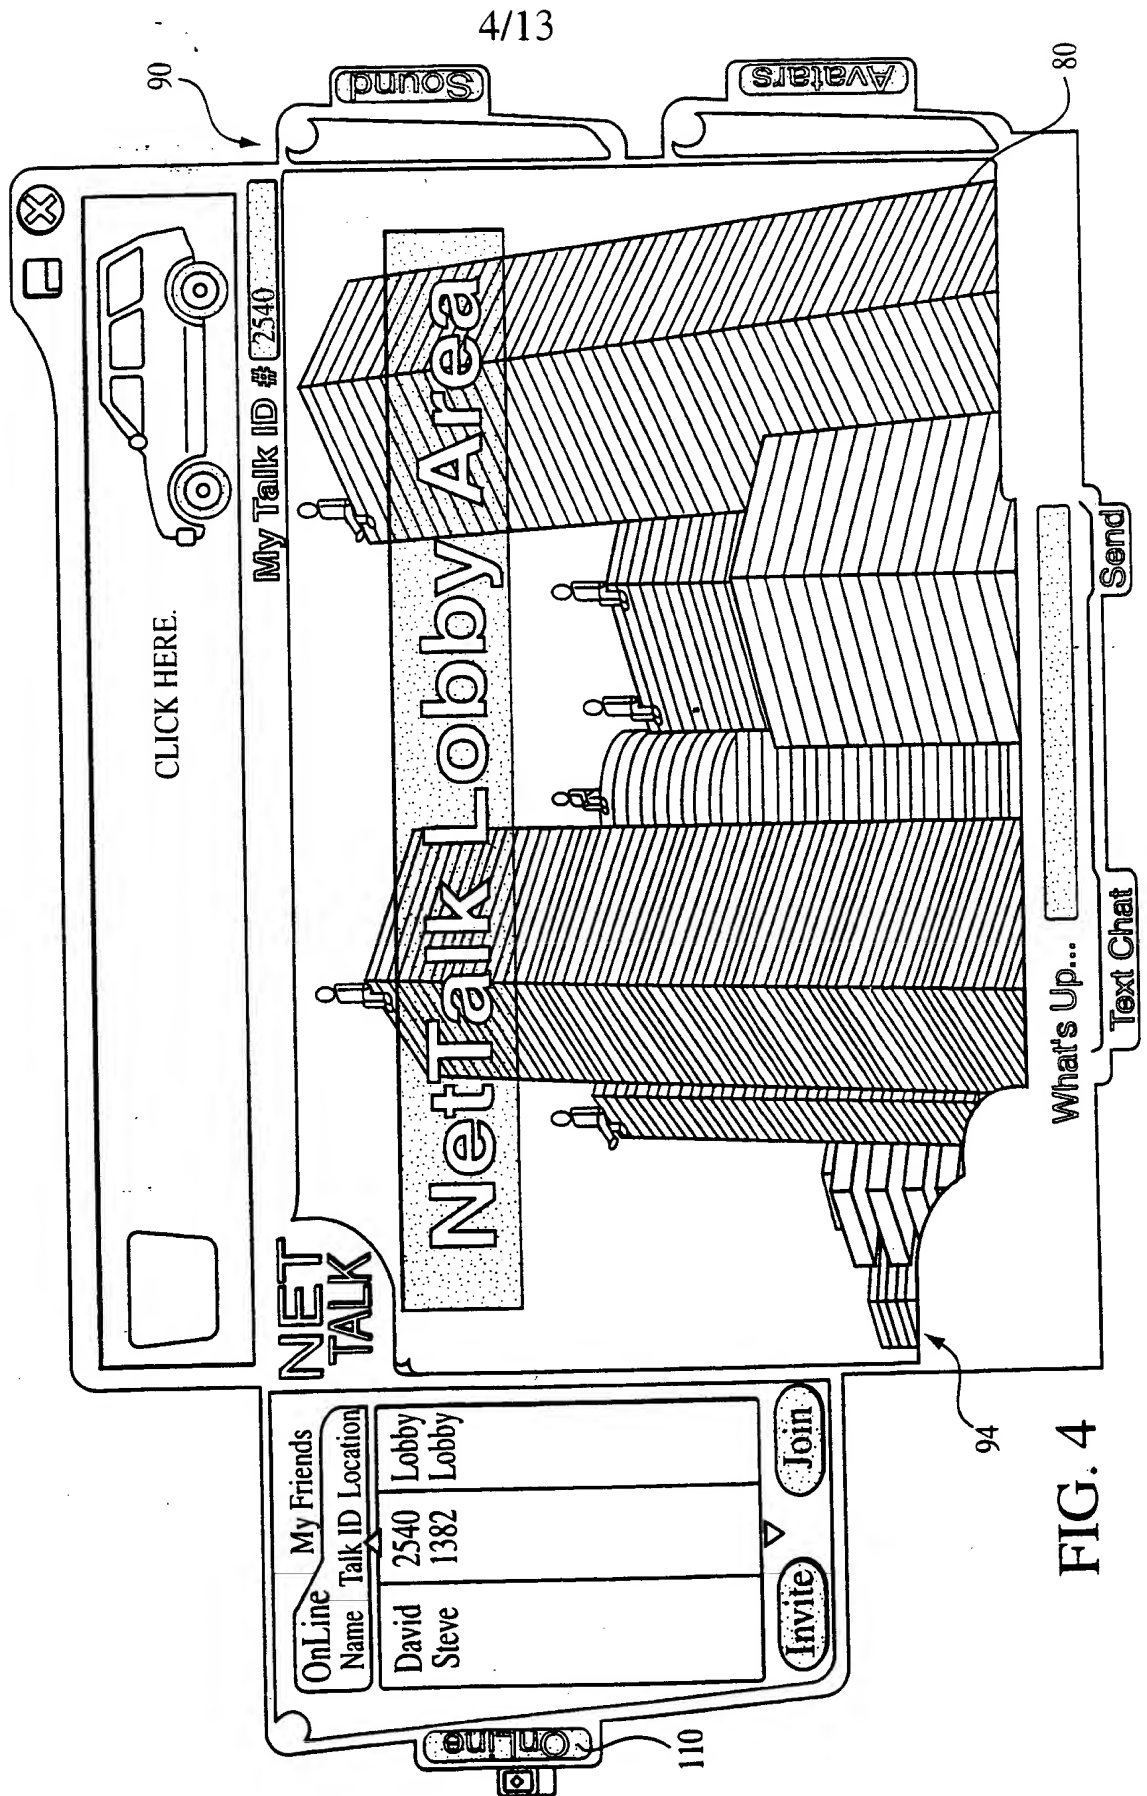 4/13
90
CLICK HERE.
My Talk ID # 2540
NET
TALK
Sound
Avatars
80
NetTalk Lobby Area
OnLine My Friends
Name Talk ID Location
David 2540 Lobby
Steve 1382 Lobby
Invite Join
OnLine
110
94
What's Up...
Text Chat
Send
FIG. 4